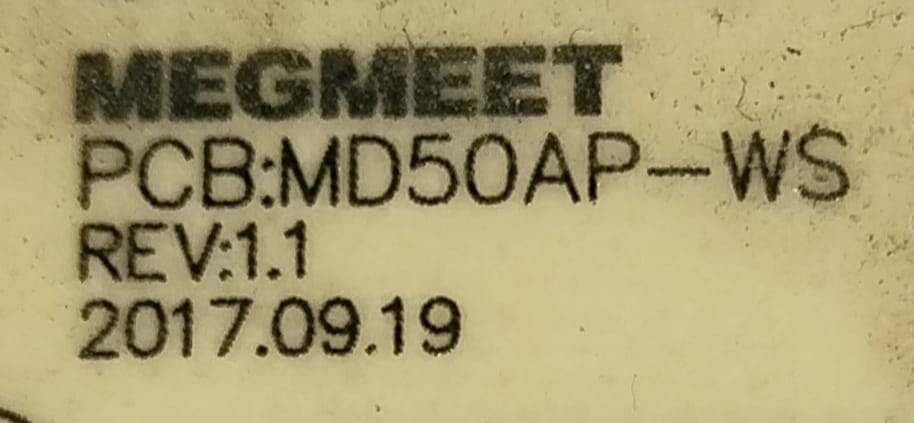 MEGMEET
PCB:MD50AP-WS
REV:1.1
2017.09.19